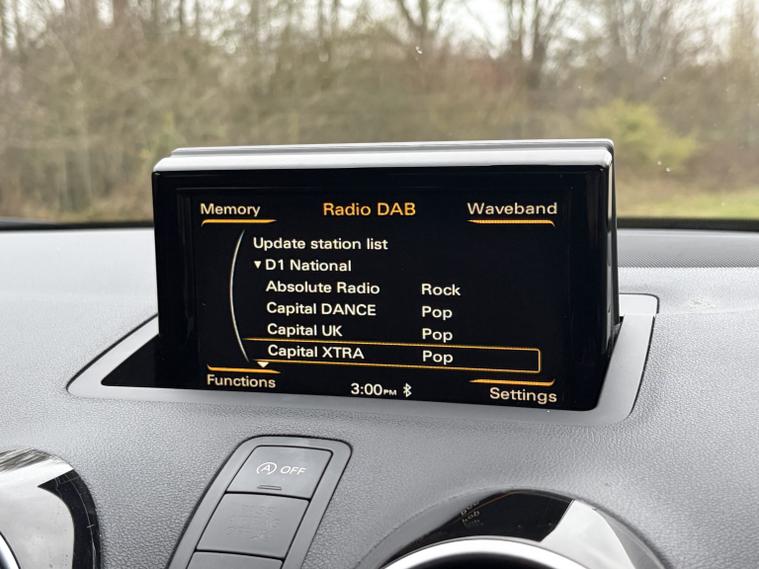 Memory Radio DAB Waveband
Update station list
▼ D1 National
Absolute Radio Rock
Capital DANCE Pop
Capital UK Pop
Capital XTRA Pop
Functions 3:00PM Settings
A OFF